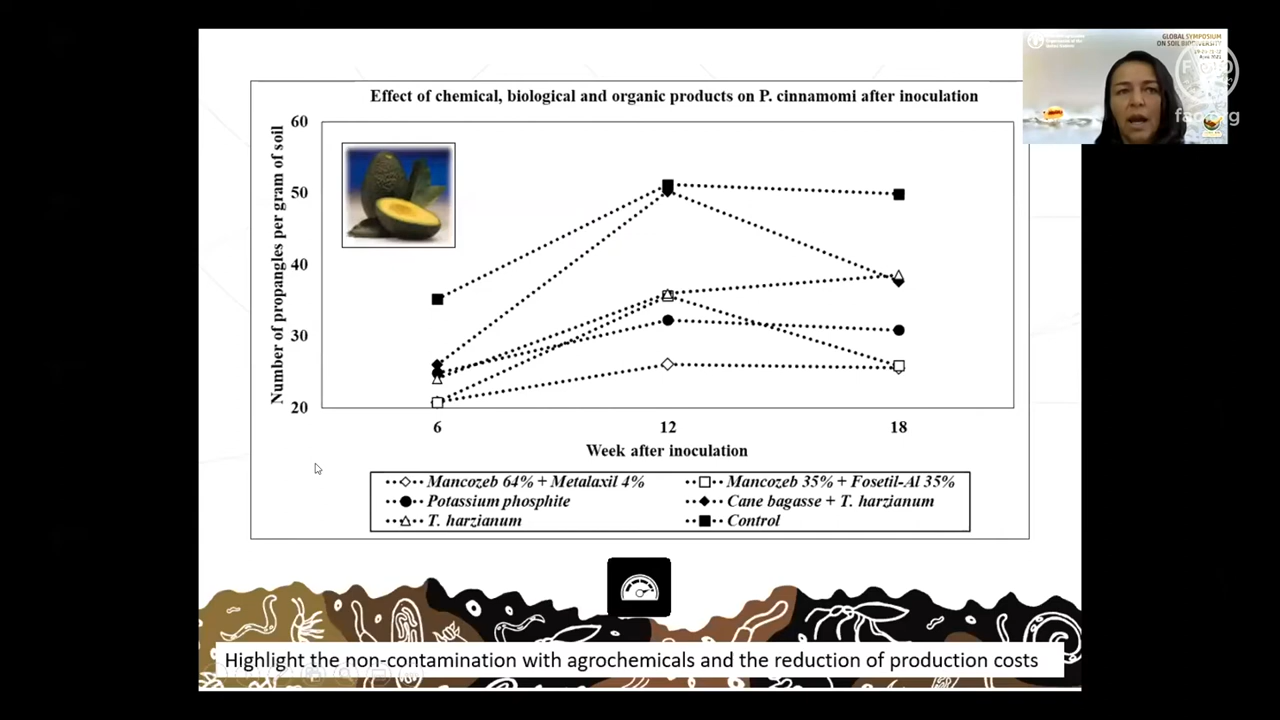 Effect of chemical, biological and organic products on P. cinnamomi after inoculation
Number of propangles per gram of soil
60
50
40
30
20
6 12 18
Week after inoculation
Mancozeb 64% + Metalaxil 4% Mancozeb 35% + Fosetil-Al 35%
Potassium phosphite Cane bagasse + T. harzianum
T. harzianum Control
Highlight the non-contamination with agrochemicals and the reduction of production costs
GLOBAL SYMPOSIUM
ON SOIL BIODIVERSITY
fao.org